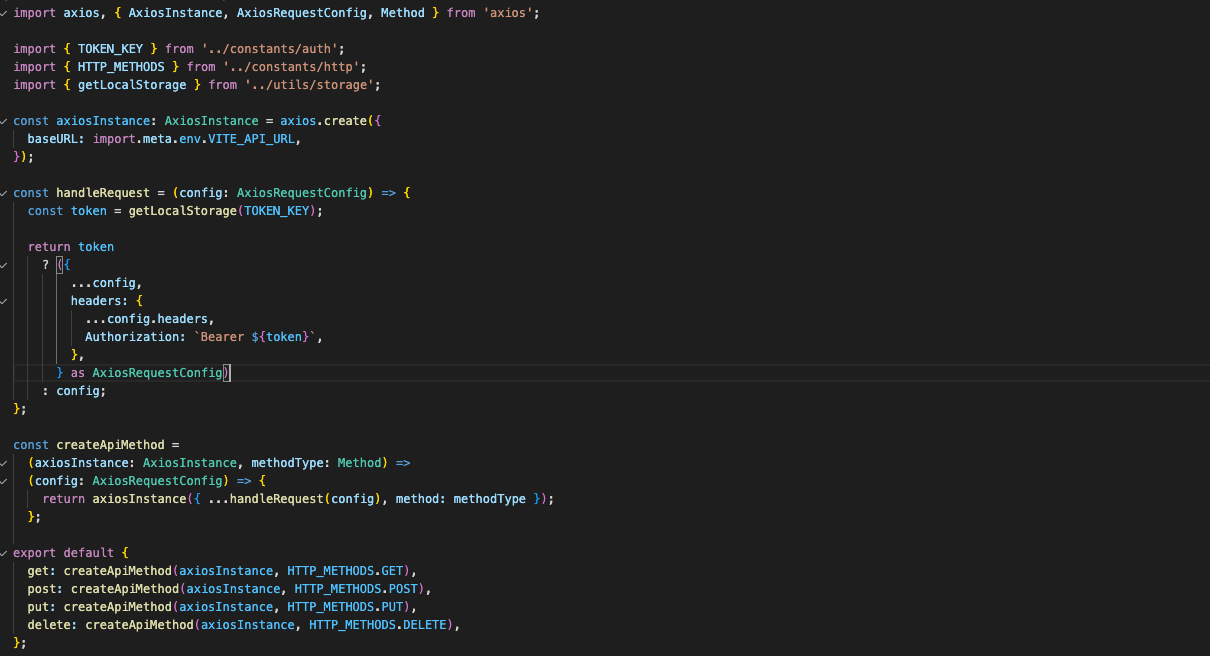 import axios, { AxiosInstance, AxiosRequestConfig, Method } from 'axios';
import { TOKEN_KEY } from '../constants/auth';
import { HTTP_METHODS } from '../constants/http';
import { getLocalStorage } from '../utils/storage';
const axiosInstance: AxiosInstance = axios.create({
  baseURL: import.meta.env.VITE_API_URL,
});
const handleRequest = (config: AxiosRequestConfig) => {
  const token = getLocalStorage(TOKEN_KEY);
  return token
    ? ({
        ...config,
        headers: {
          ...config.headers,
          Authorization: `Bearer ${token}`,
        },
      } as AxiosRequestConfig)
    : config;
};
const createApiMethod =
  (axiosInstance: AxiosInstance, methodType: Method) =>
  (config: AxiosRequestConfig) => {
    return axiosInstance({ ...handleRequest(config), method: methodType });
  };
export default {
  get: createApiMethod(axiosInstance, HTTP_METHODS.GET),
  post: createApiMethod(axiosInstance, HTTP_METHODS.POST),
  put: createApiMethod(axiosInstance, HTTP_METHODS.PUT),
  delete: createApiMethod(axiosInstance, HTTP_METHODS.DELETE),
};